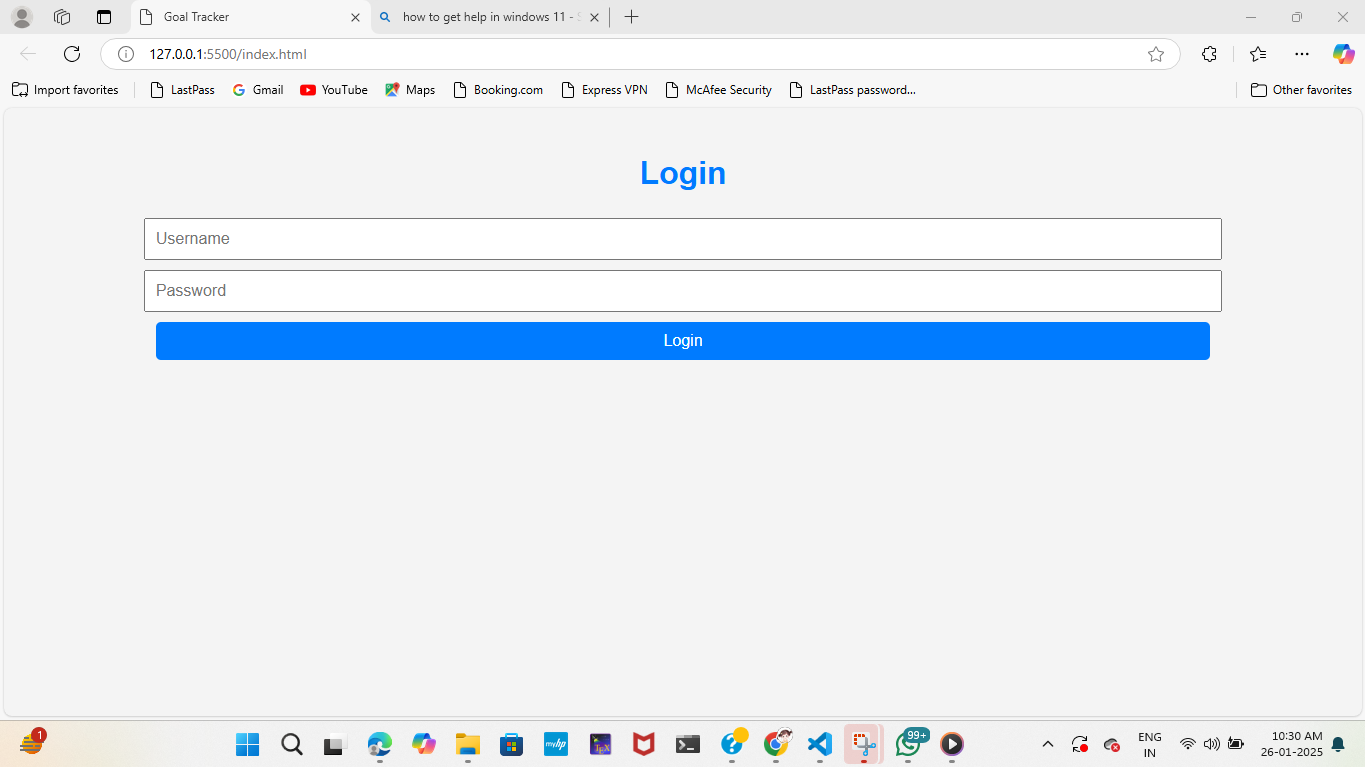 Goal Tracker
how to get help in windows 11 - S
127.0.0.1:5500/index.html
Import favorites
LastPass
Gmail
YouTube
Maps
Booking.com
Express VPN
McAfee Security
LastPass password...
Other favorites
Login
Username
Password
Login
1
myhp
99+
ENG
IN
10:30 AM
26-01-2025